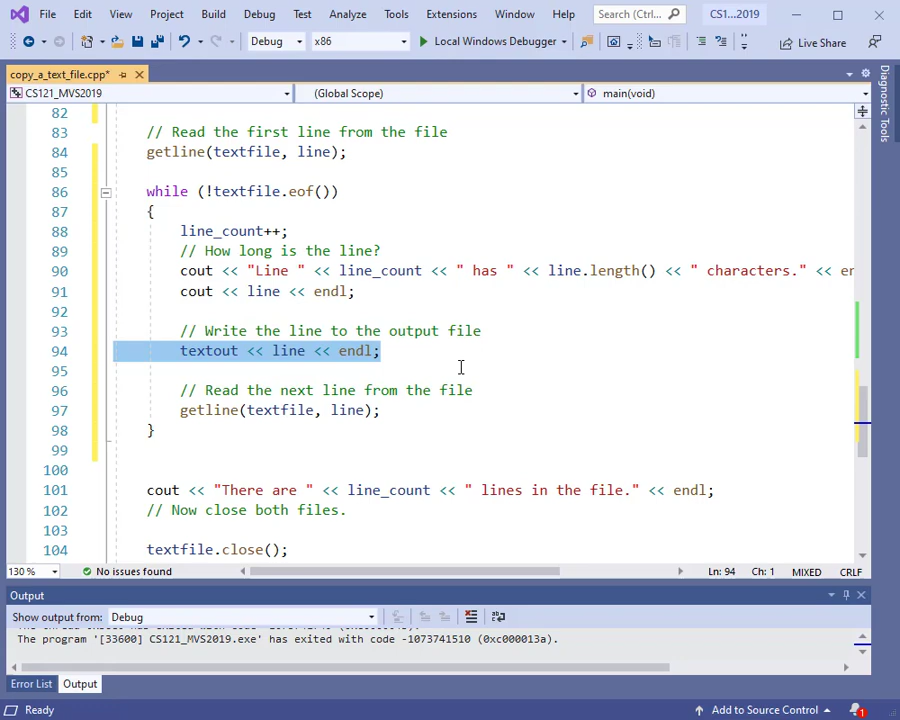 File Edit View Project Build Debug Test Analyze Tools Extensions Window Help Search (Ctrl... CS1...2019
Debug x86 Local Windows Debugger Live Share
copy_a_text_file.cpp*
CS121_MVS2019 (Global Scope) main(void)
Diagnostic Tools
82
83 // Read the first line from the file
84 getline(textfile, line);
85
86 while (!textfile.eof())
87 {
88 line_count++;
89 // How long is the line?
90 cout << "Line " << line_count << " has " << line.length() << " characters." << en
91 cout << line << endl;
92
93 // Write the line to the output file
94 textout << line << endl;
95
96 // Read the next line from the file
97 getline(textfile, line);
98 }
99
100
101 cout << "There are " << line_count << " lines in the file." << endl;
102 // Now close both files.
103
104 textfile.close();
130 % No issues found Ln: 94 Ch: 1 MIXED CRLF
Output
Show output from: Debug
The program '[33600] CS121_MVS2019.exe' has exited with code -1073741510 (0xc000013a).
Error List Output
Ready Add to Source Control 1